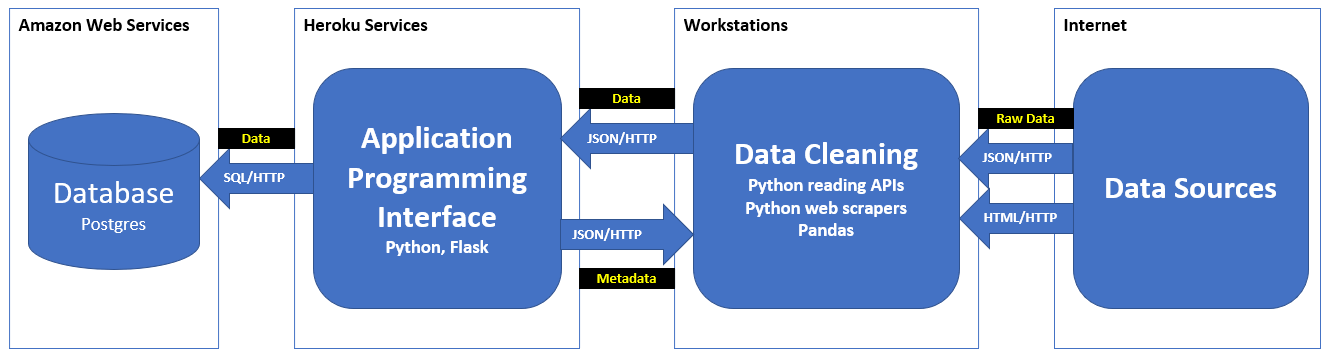 Amazon Web Services
Database
Postgres
Data
SQL/HTTP
Heroku Services
Application
Programming
Interface
Python, Flask
Data
JSON/HTTP
JSON/HTTP
Metadata
Workstations
Data Cleaning
Python reading APIs
Python web scrapers
Pandas
Raw Data
JSON/HTTP
HTML/HTTP
Internet
Data Sources